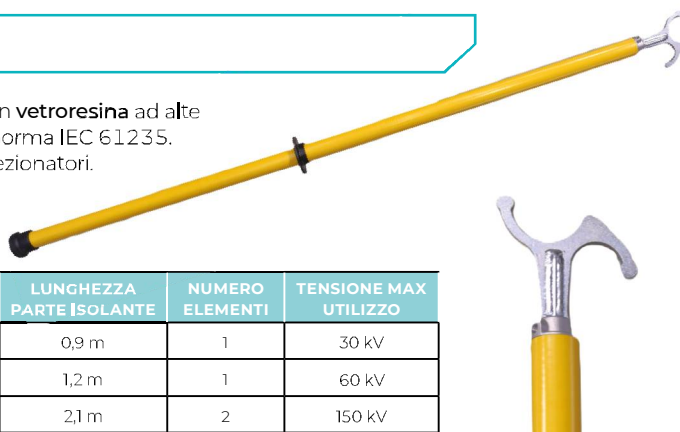 n vetroresina ad alte
orma IEC 61235.
ezionatori.
LUNGHEZZA PARTE ISOLANTE NUMERO ELEMENTI TENSIONE MAX UTILIZZO
0,9 m 1 30 kV
1,2 m 1 60 kV
2,1 m 2 150 kV